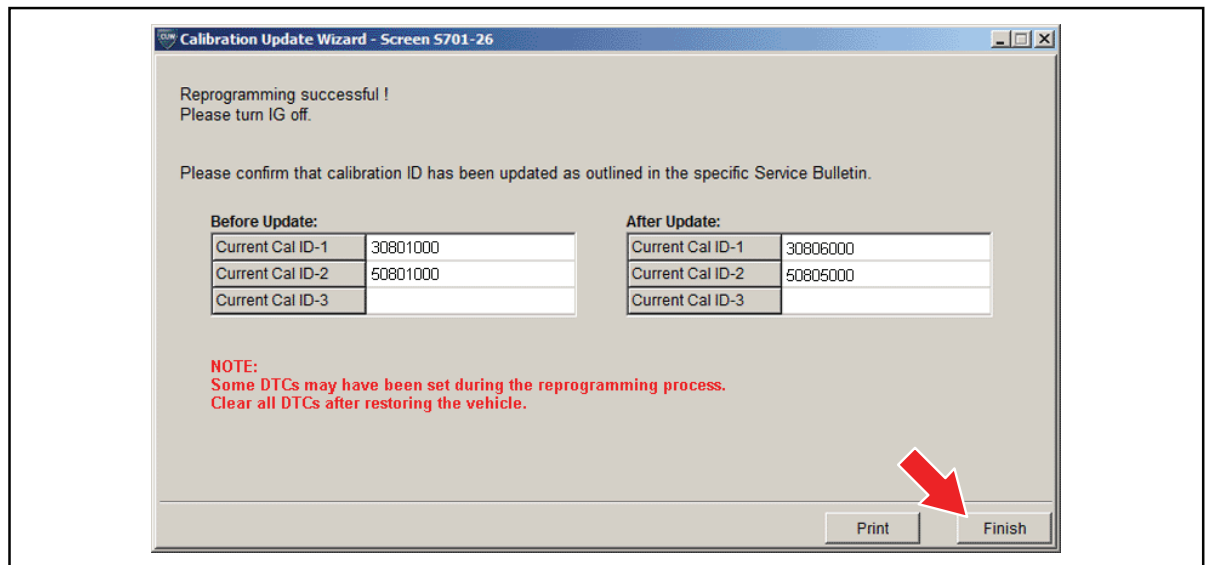 CUW Calibration Update Wizard - Screen S701-26
Reprogramming successful !
Please turn IG off.
Please confirm that calibration ID has been updated as outlined in the specific Service Bulletin.
Before Update:
Current Cal ID-1 30801000
Current Cal ID-2 50801000
Current Cal ID-3
After Update:
Current Cal ID-1 30806000
Current Cal ID-2 50805000
Current Cal ID-3
NOTE:
Some DTCs may have been set during the reprogramming process.
Clear all DTCs after restoring the vehicle.
Print Finish